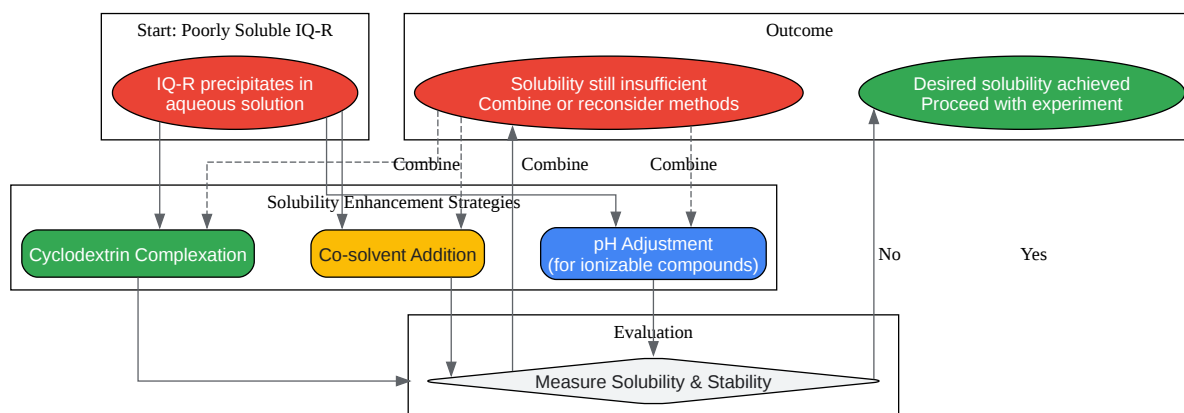 Start: Poorly Soluble IQ-R
Outcome
IQ-R precipitates in
aqueous solution
Solubility still insufficient
Combine or reconsider methods
Desired solubility achieved
Proceed with experiment
Combine
Combine
Combine
Solubility Enhancement Strategies
Cyclodextrin Complexation
Co-solvent Addition
pH Adjustment
(for ionizable compounds)
No
Yes
Evaluation
Measure Solubility & Stability